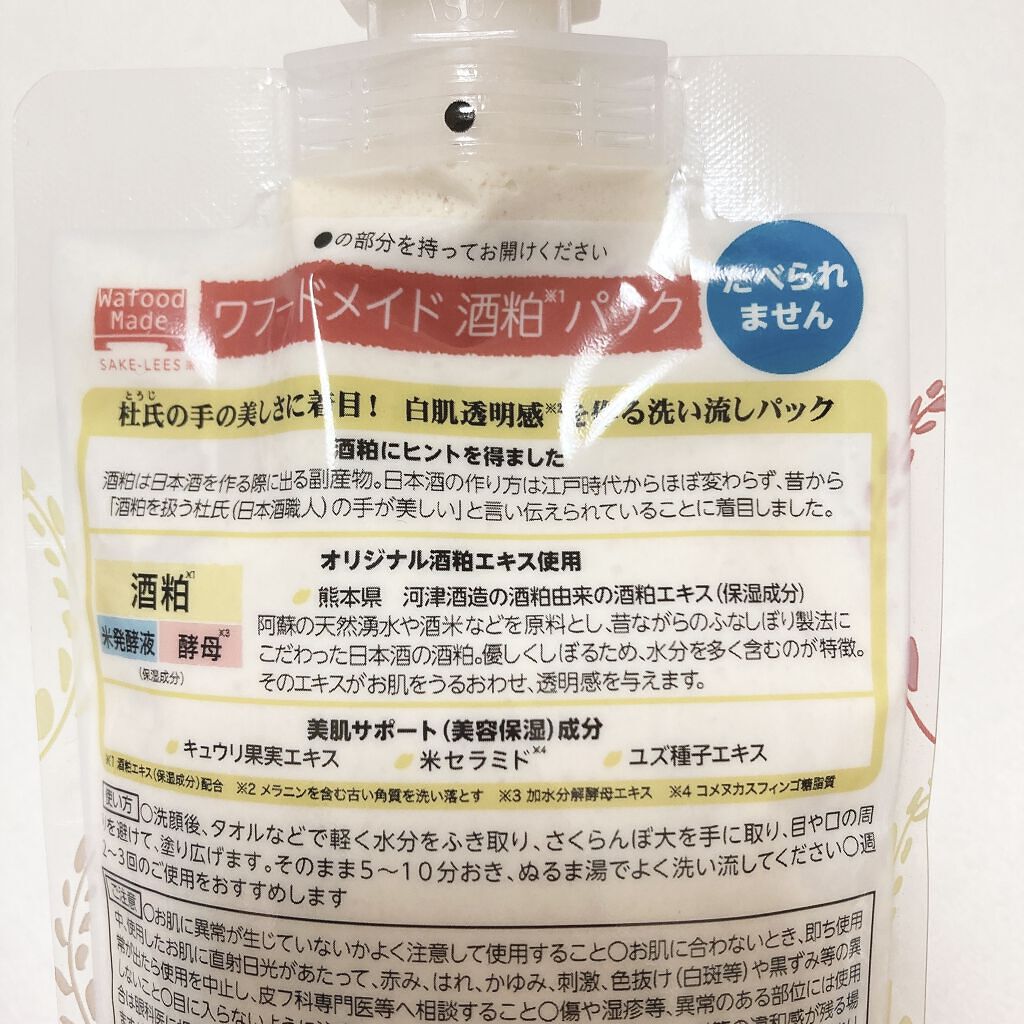 ●の部分を持ってお開けください
Wafood
Made
SAKE-LEES
ワフードメイド 酒粕※1パック
たべられ
ません
とうじ
杜氏の手の美しさに着目! 白肌透明感※2を作る洗い流しパック
酒粕にヒントを得ました
酒粕は日本酒を作る際に出る副産物。日本酒の作り方は江戸時代からほぼ変わらず、昔から
「酒粕を扱う杜氏(日本酒職人)の手が美しい」と言い伝えられていることに着目しました。
オリジナル酒粕エキス使用
酒粕※1
米発酵液 酵母※3
(保湿成分)
熊本県 河津酒造の酒粕由来の酒粕エキス(保湿成分)
阿蘇の天然湧水や酒米などを原料とし、昔ながらのふなしぼり製法に
こだわった日本酒の酒粕。優しくしぼるため、水分を多く含むのが特徴。
そのエキスがお肌をうるおわせ、透明感を与えます。
美肌サポート(美容保湿)成分
キュウリ果実エキス 米セラミド※4 ユズ種子エキス
※1 酒粕エキス(保湿成分)配合 ※2 メラニンを含む古い角質を洗い落とす ※3 加水分解酵母エキス ※4 コメヌカスフィンゴ糖脂質
使い方 ○洗顔後、タオルなどで軽く水分をふき取り、さくらんぼ大を手に取り、目や口の周
りを避けて、塗り広げます。そのまま5〜10分おき、ぬるま湯でよく洗い流してください○週
2〜3回のご使用をおすすめします
ご注意 ○お肌に異常が生じていないかよく注意して使用すること○お肌に合わないとき、即ち使用
中、使用したお肌に直射日光があたって、赤み、はれ、かゆみ、刺激、色抜け(白斑等)や黒ずみ等の異
常が出たら使用を中止し、皮フ科専門医等へ相談すること○傷や湿疹等、異常のある部位には使用
しないこと○目に入らないように
等の違和感が残る場
合は眼科医に